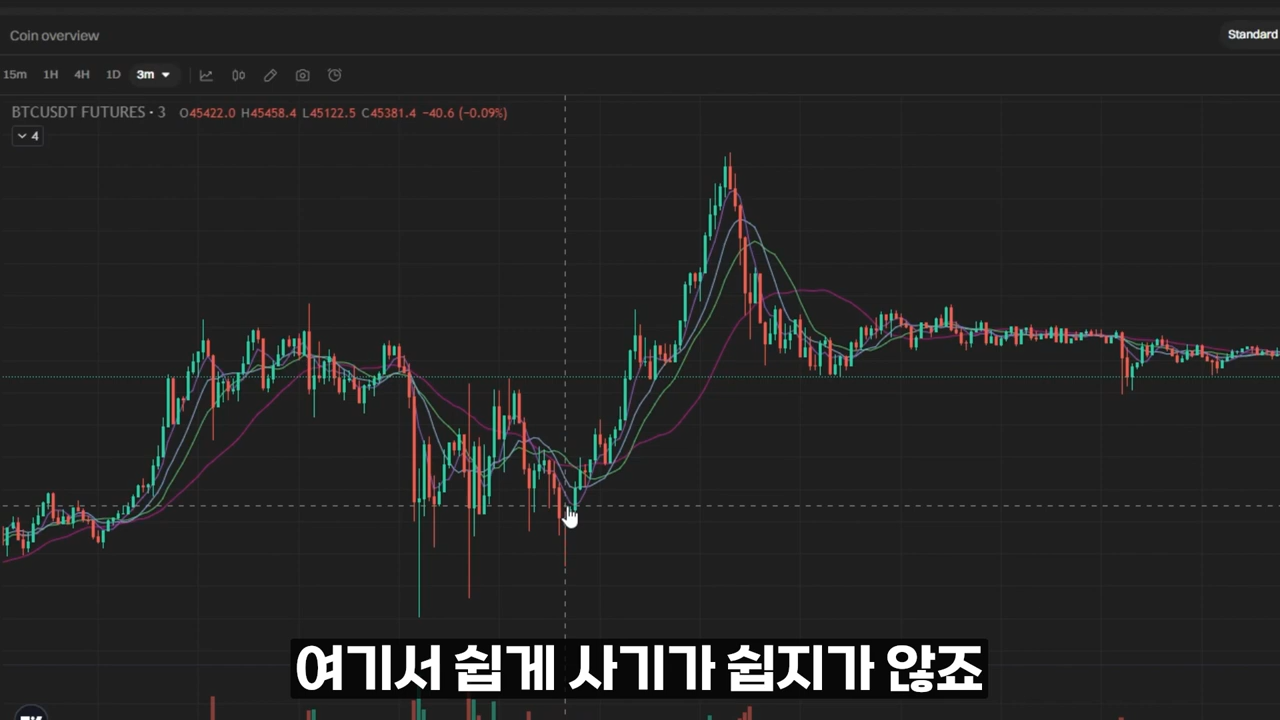 Coin overview
Standard
15m 1H 4H 1D 3m
BTCUSDT FUTURES · 3 O45422.0 H45458.4 L45122.5 C45381.4 −40.6 (−0.09%)
4
여기서 쉽게 사기가 쉽지가 않죠